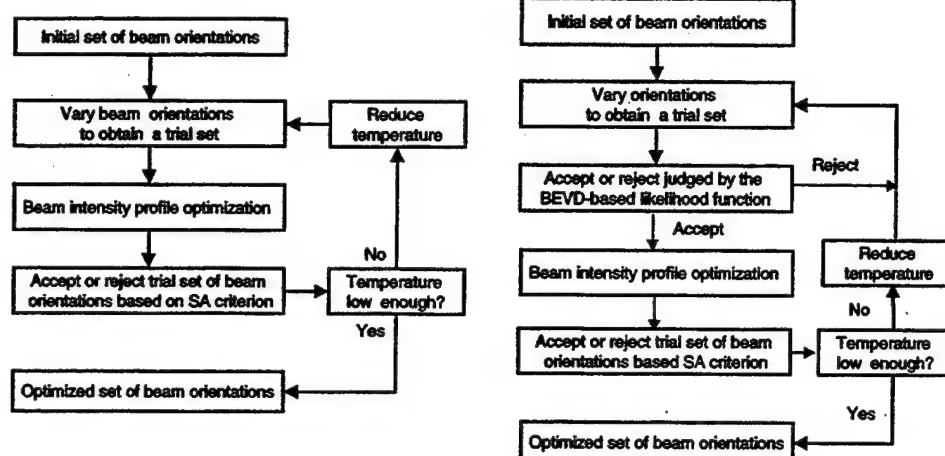 Initial set of beam orientations
Vary beam orientations
to obtain a trial set
Reduce
temperature
Beam intensity profile optimization
No
Accept or reject trial set of beam
orientations based on SA criterion
Temperature
low enough?
Yes
Optimized set of beam orientations
Initial set of beam orientations
Vary orientations
to obtain a trial set
Reject
Accept or reject judged by the
BEVD-based likelihood function
Accept
Beam intensity profile optimization
Reduce
temperature
No
Accept or reject trial set of beam
orientations based SA criterion
Temperature
low enough?
Yes
Optimized set of beam orientations